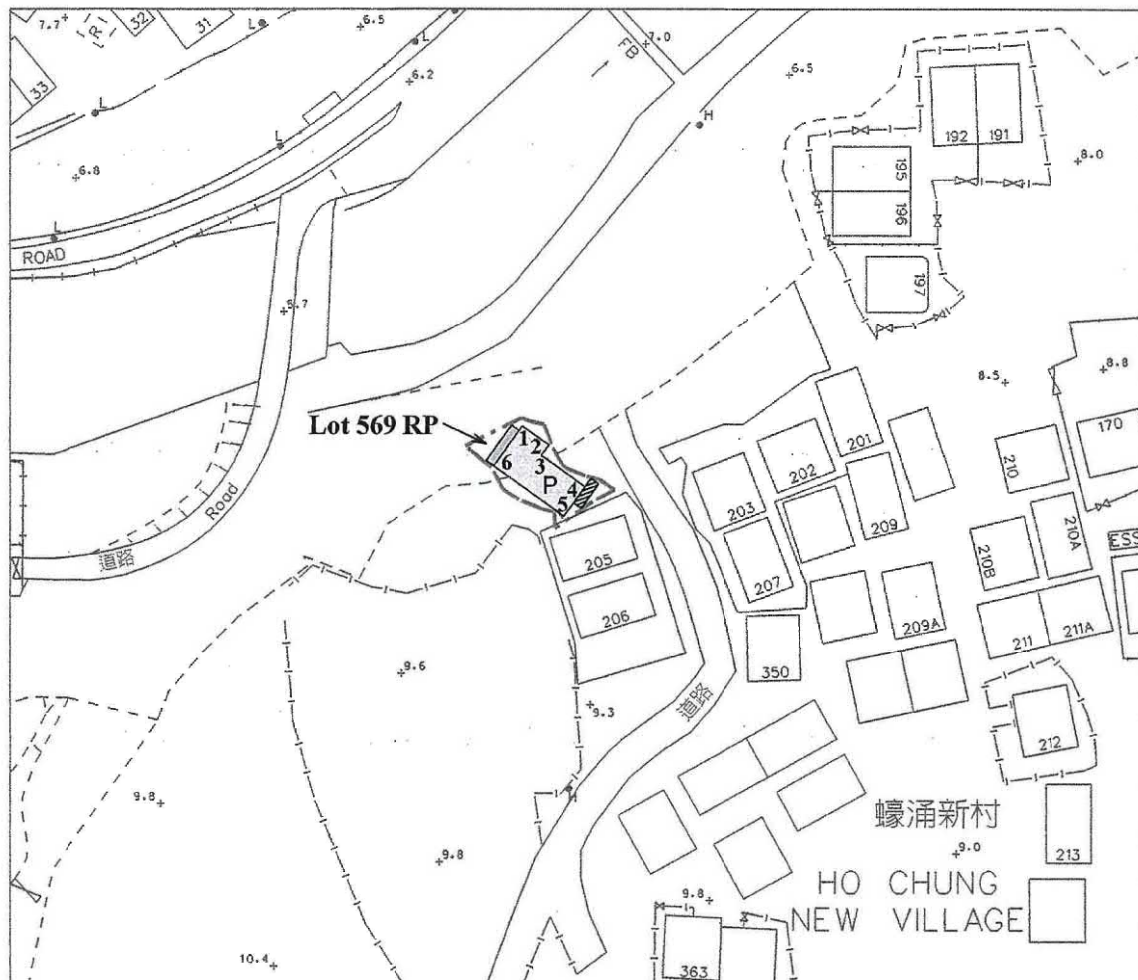 7.7
R1
32
31
33
L
6.5
L
6.2
FB
7.0
6.5
H
L
L
6.8
192
191
8.0
195
196
197
L
ROAD
5.7
8.5
8.8
Lot 569 RP
1
2
3
6
P
4
5
201
202
203
210
170
209
207
210A
210B
ESS
Road
道路
205
206
209A
211
211A
350
9.6
道路
9.3
212
9.8
蠔涌新村
9.8
9.0
213
HO CHUNG
NEW VILLAGE
9.8
10.4
363